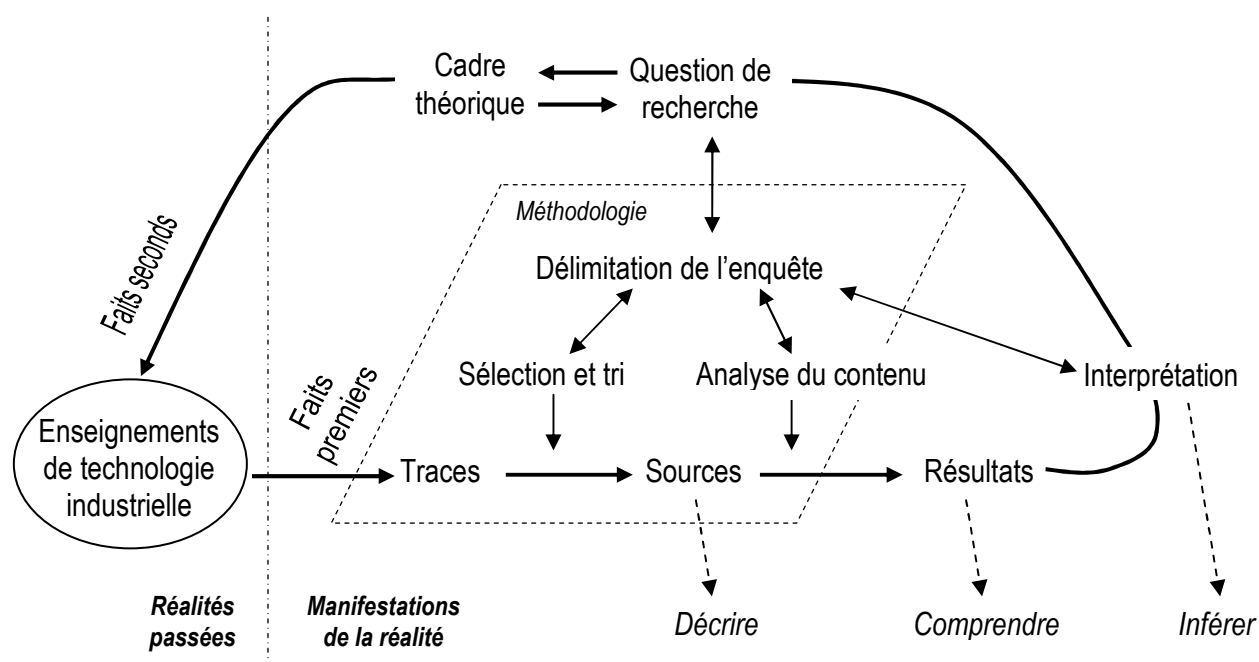 Cadre
théorique
Question de
recherche
Méthodologie
Délimitation de l’enquête
Faits seconds
Sélection et tri
Analyse du contenu
Interprétation
Faits
premiers
Enseignements
de technologie
industrielle
Traces
Sources
Résultats
Réalités
passées
Manifestations
de la réalité
Décrire
Comprendre
Inférer